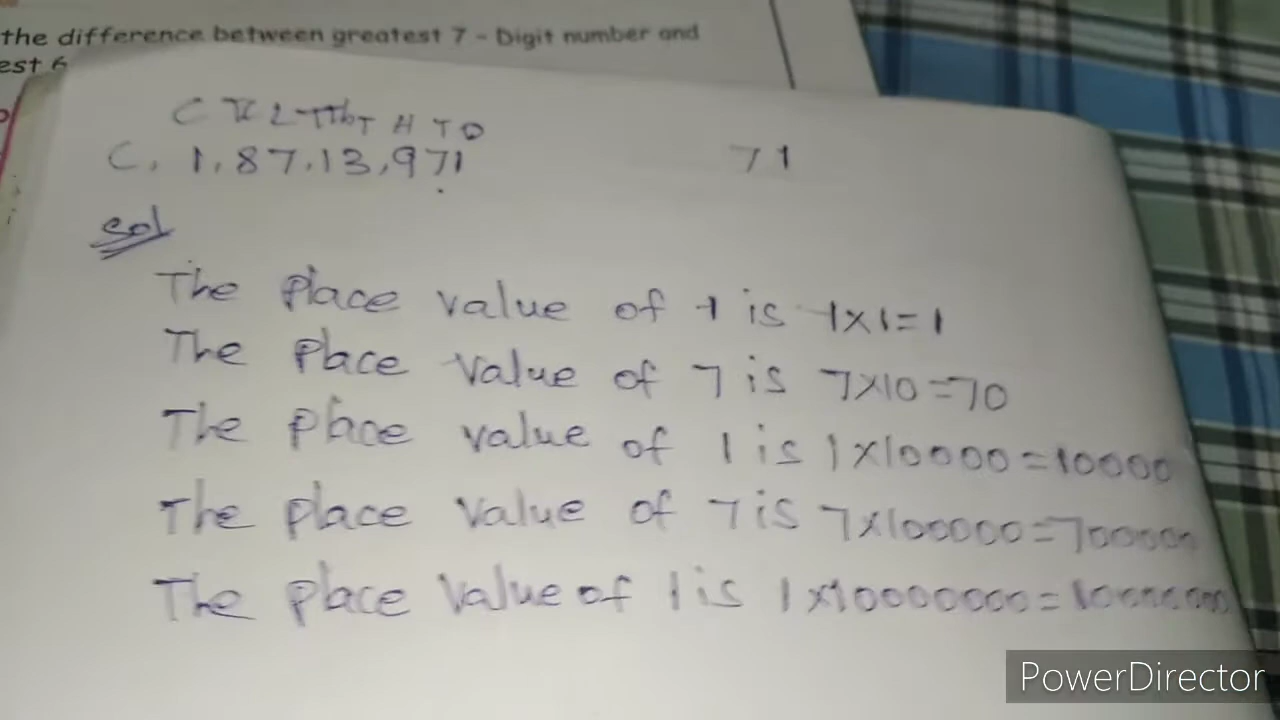 the difference between greatest 7 - Digit number and
est 6
C TL L TTh T H T O
C. 1,87,13,971 71
Sol
The place value of 1 is 1x1=1
The place value of 7 is 7x10=70
The place value of 1 is 1x10000=10000
The place value of 7 is 7x100000=700000
The place value of 1 is 1x10000000=10000000
PowerDirector